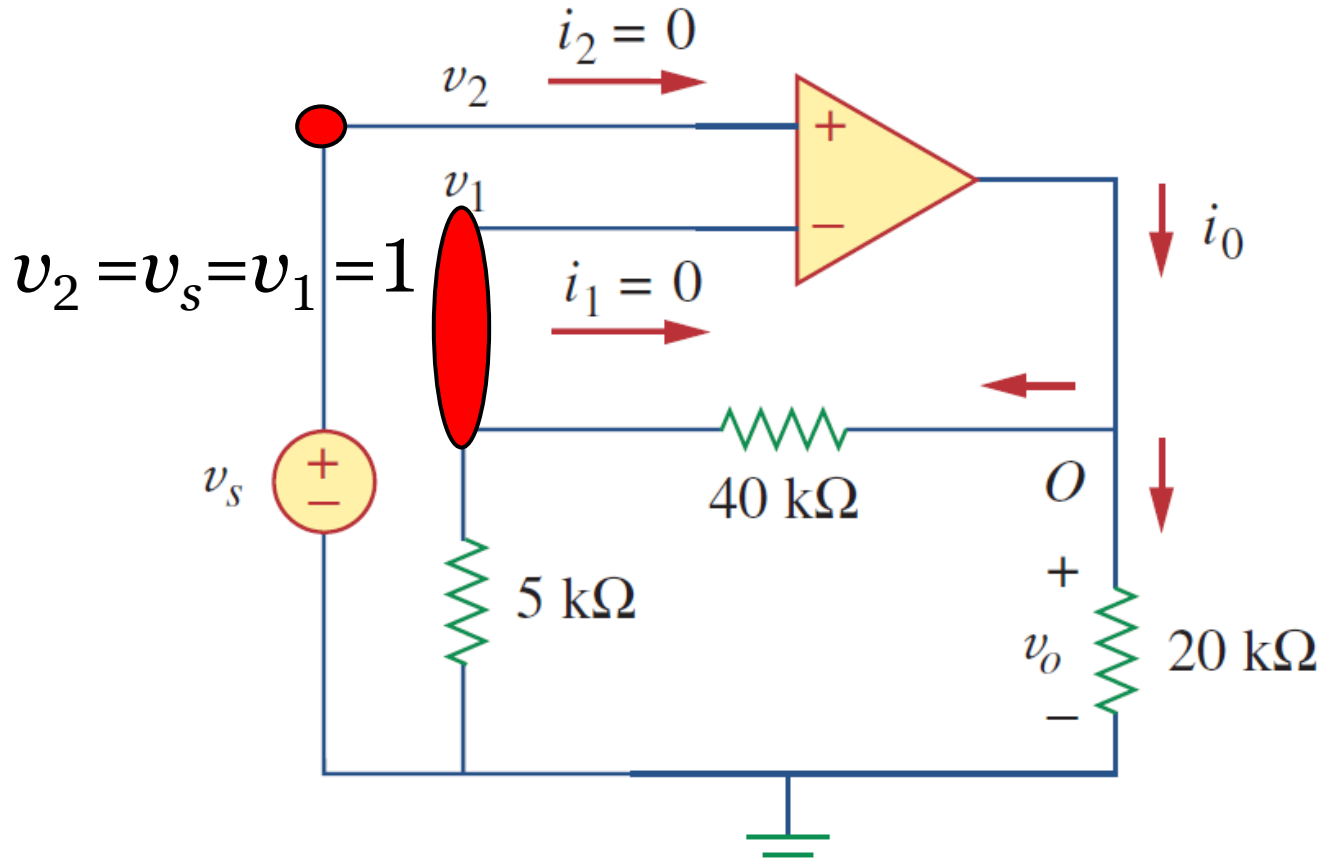 i₂ = 0
v₂
+
v₁
−
i₀
v₂ =vₛ=v₁ =1
i₁ = 0
+
−
vₛ
40 kΩ
O
+
5 kΩ
vₒ
20 kΩ
−